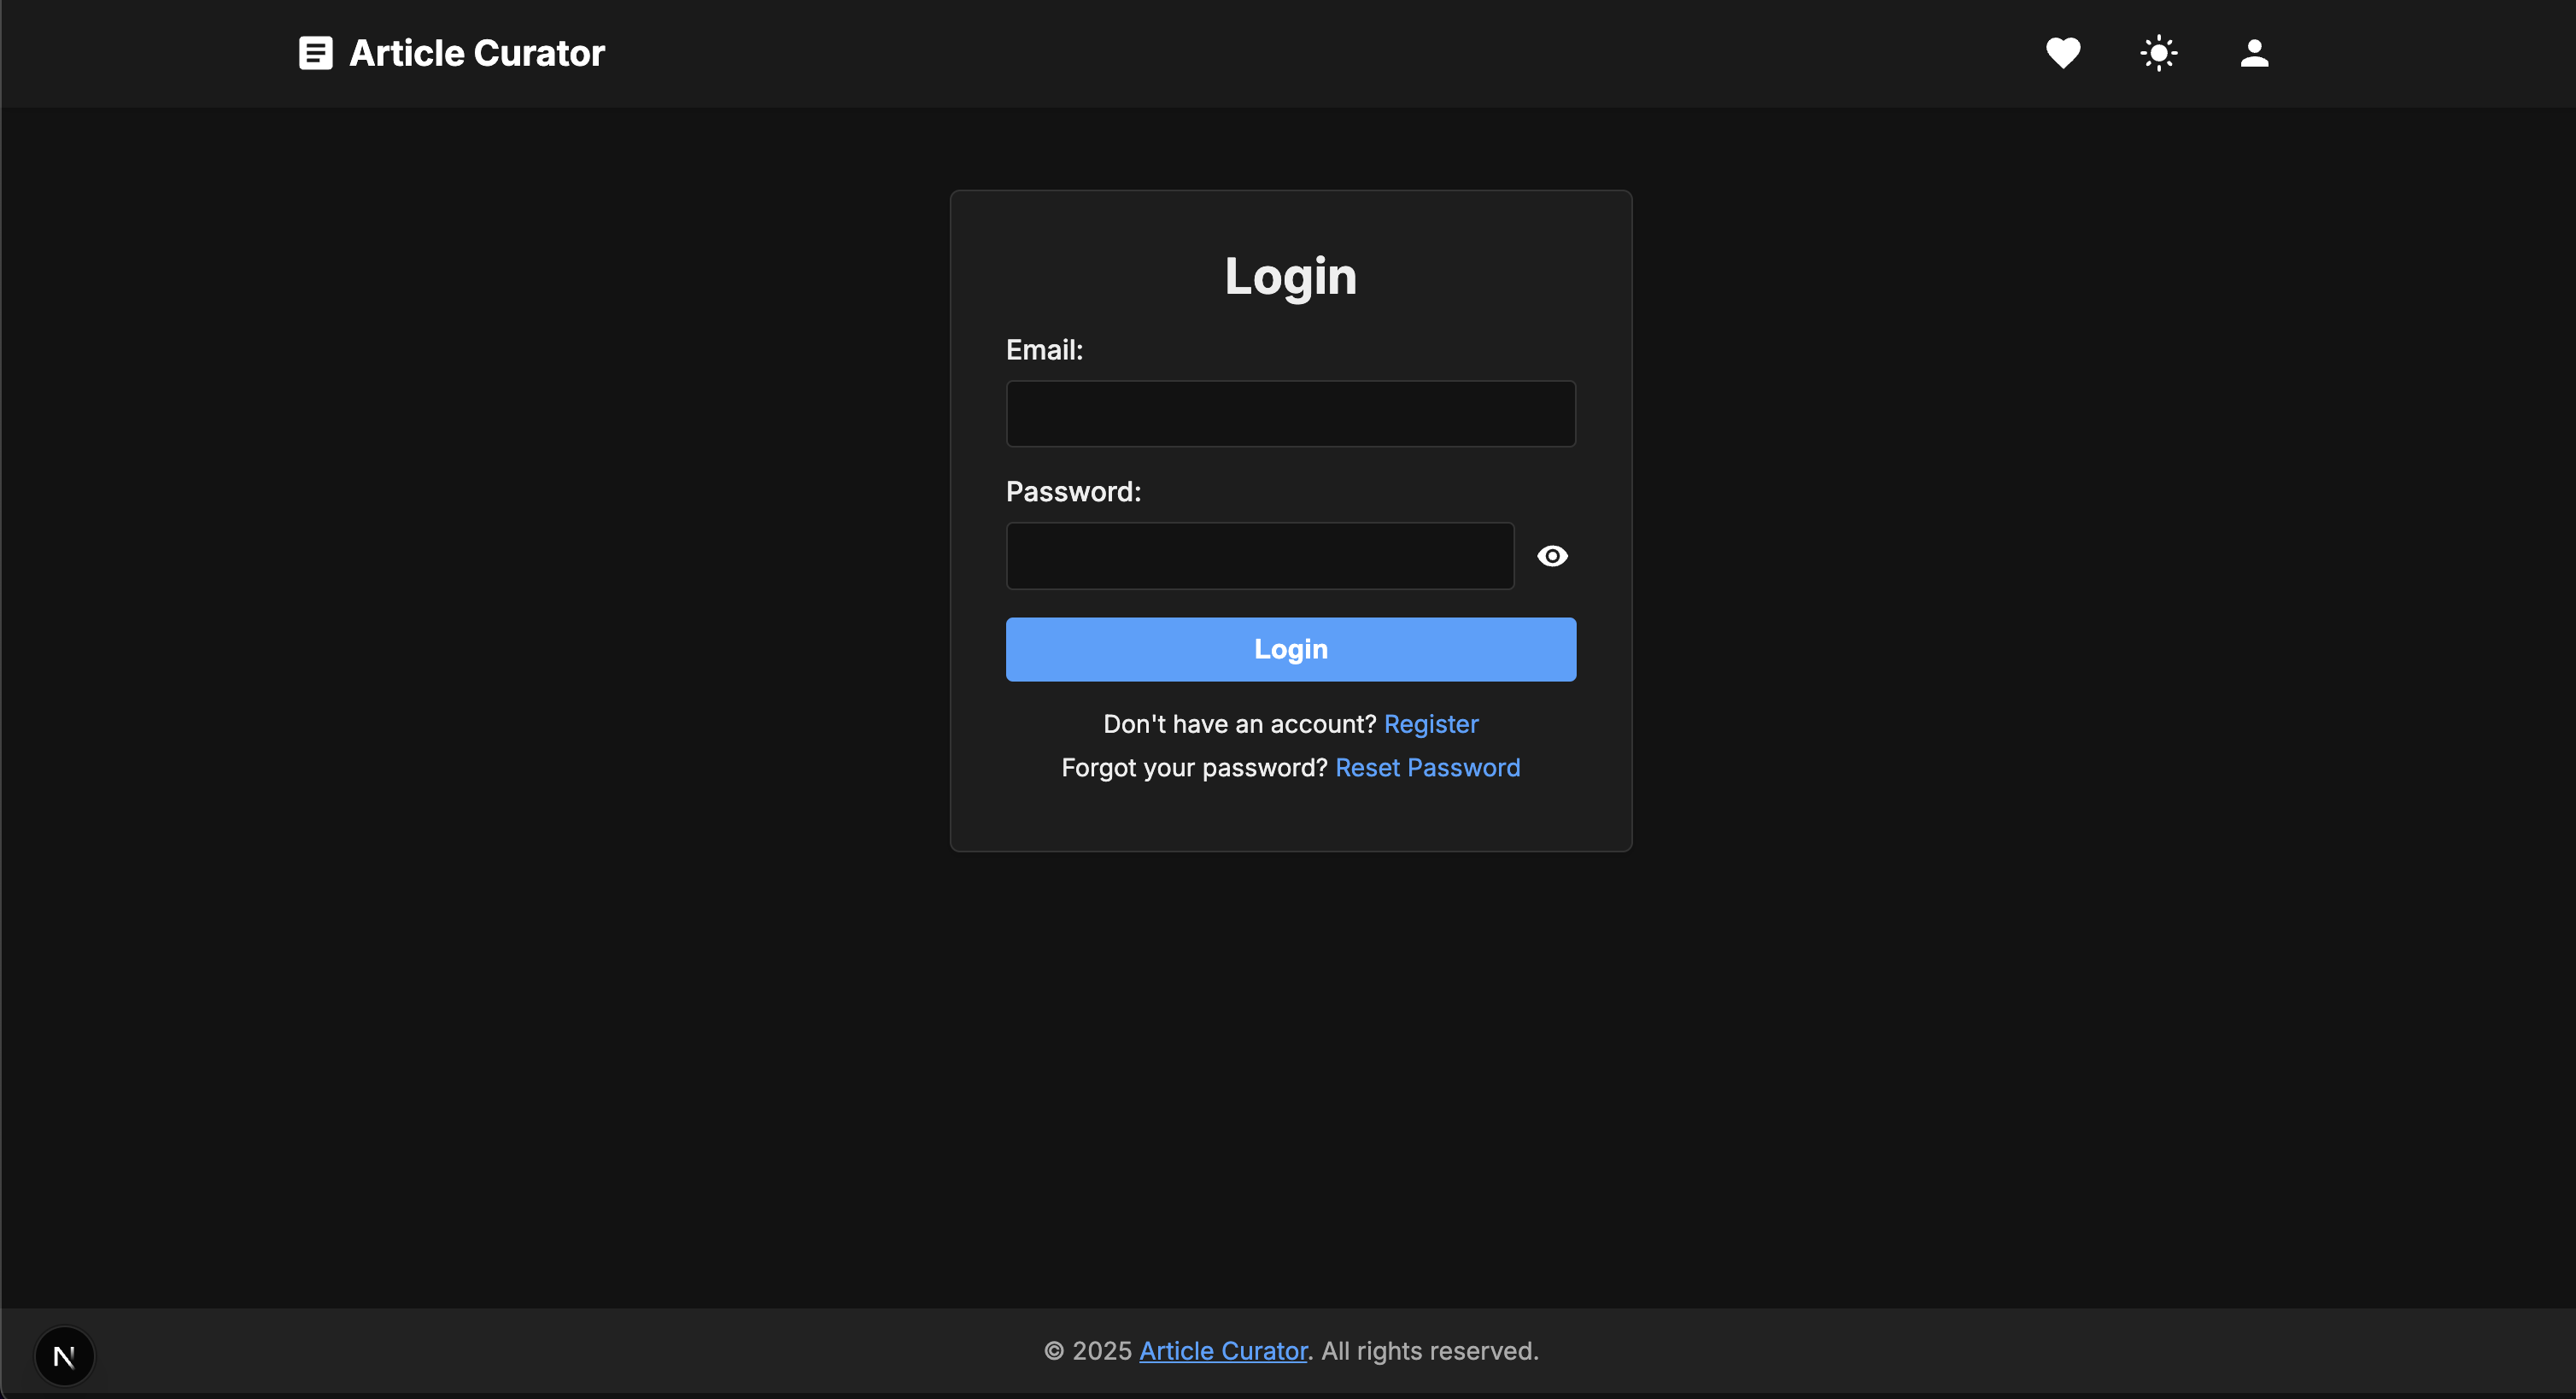 Article Curator
Login
Email:
Password:
Login
Don't have an account? Register
Forgot your password? Reset Password
N
© 2025 Article Curator. All rights reserved.